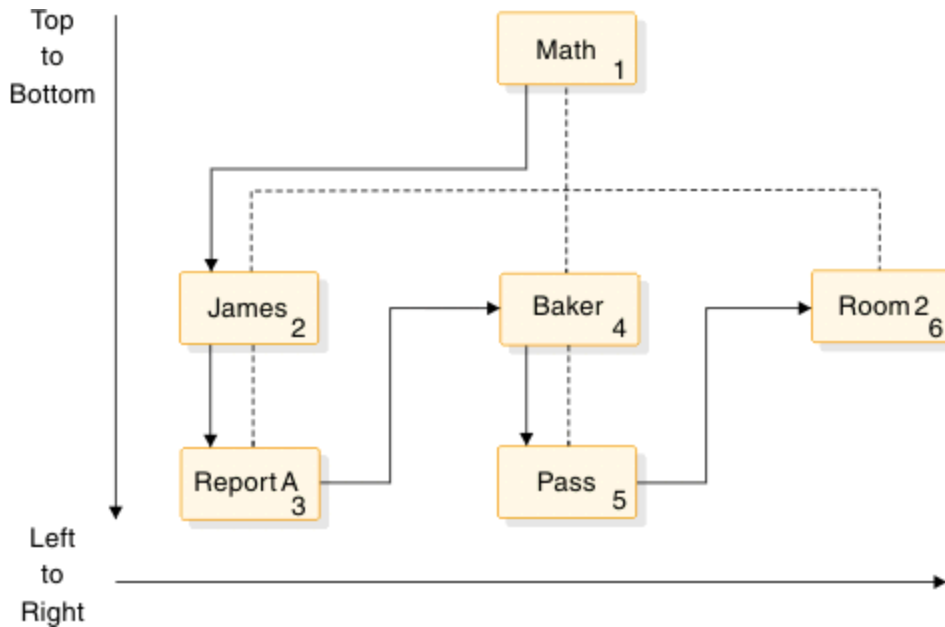 Top
to
Bottom
Math
1
James
2
Baker
4
Room 2
6
Report A
3
Pass
5
Left
to
Right